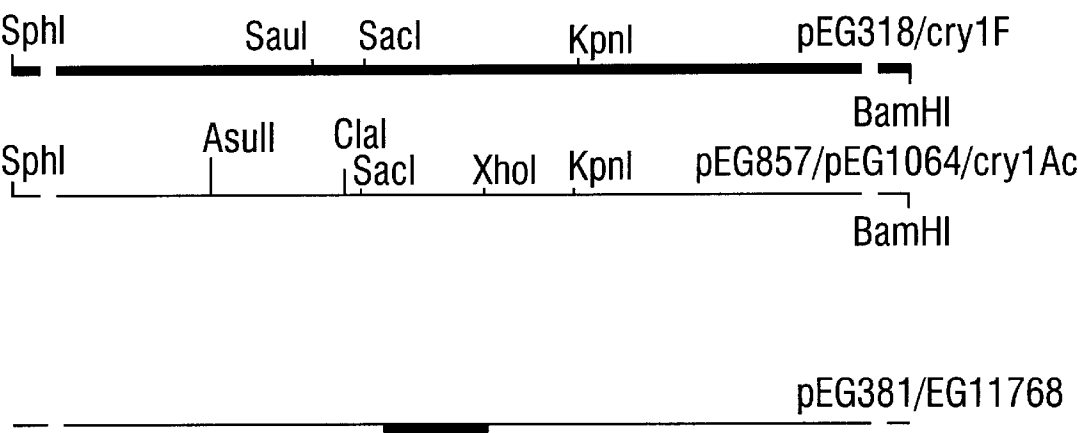 SphI SauI SacI KpnI pEG318/cry1F
BamHI
SphI AsuII ClaI SacI XhoI KpnI pEG857/pEG1064/cry1Ac
BamHI
pEG381/EG11768